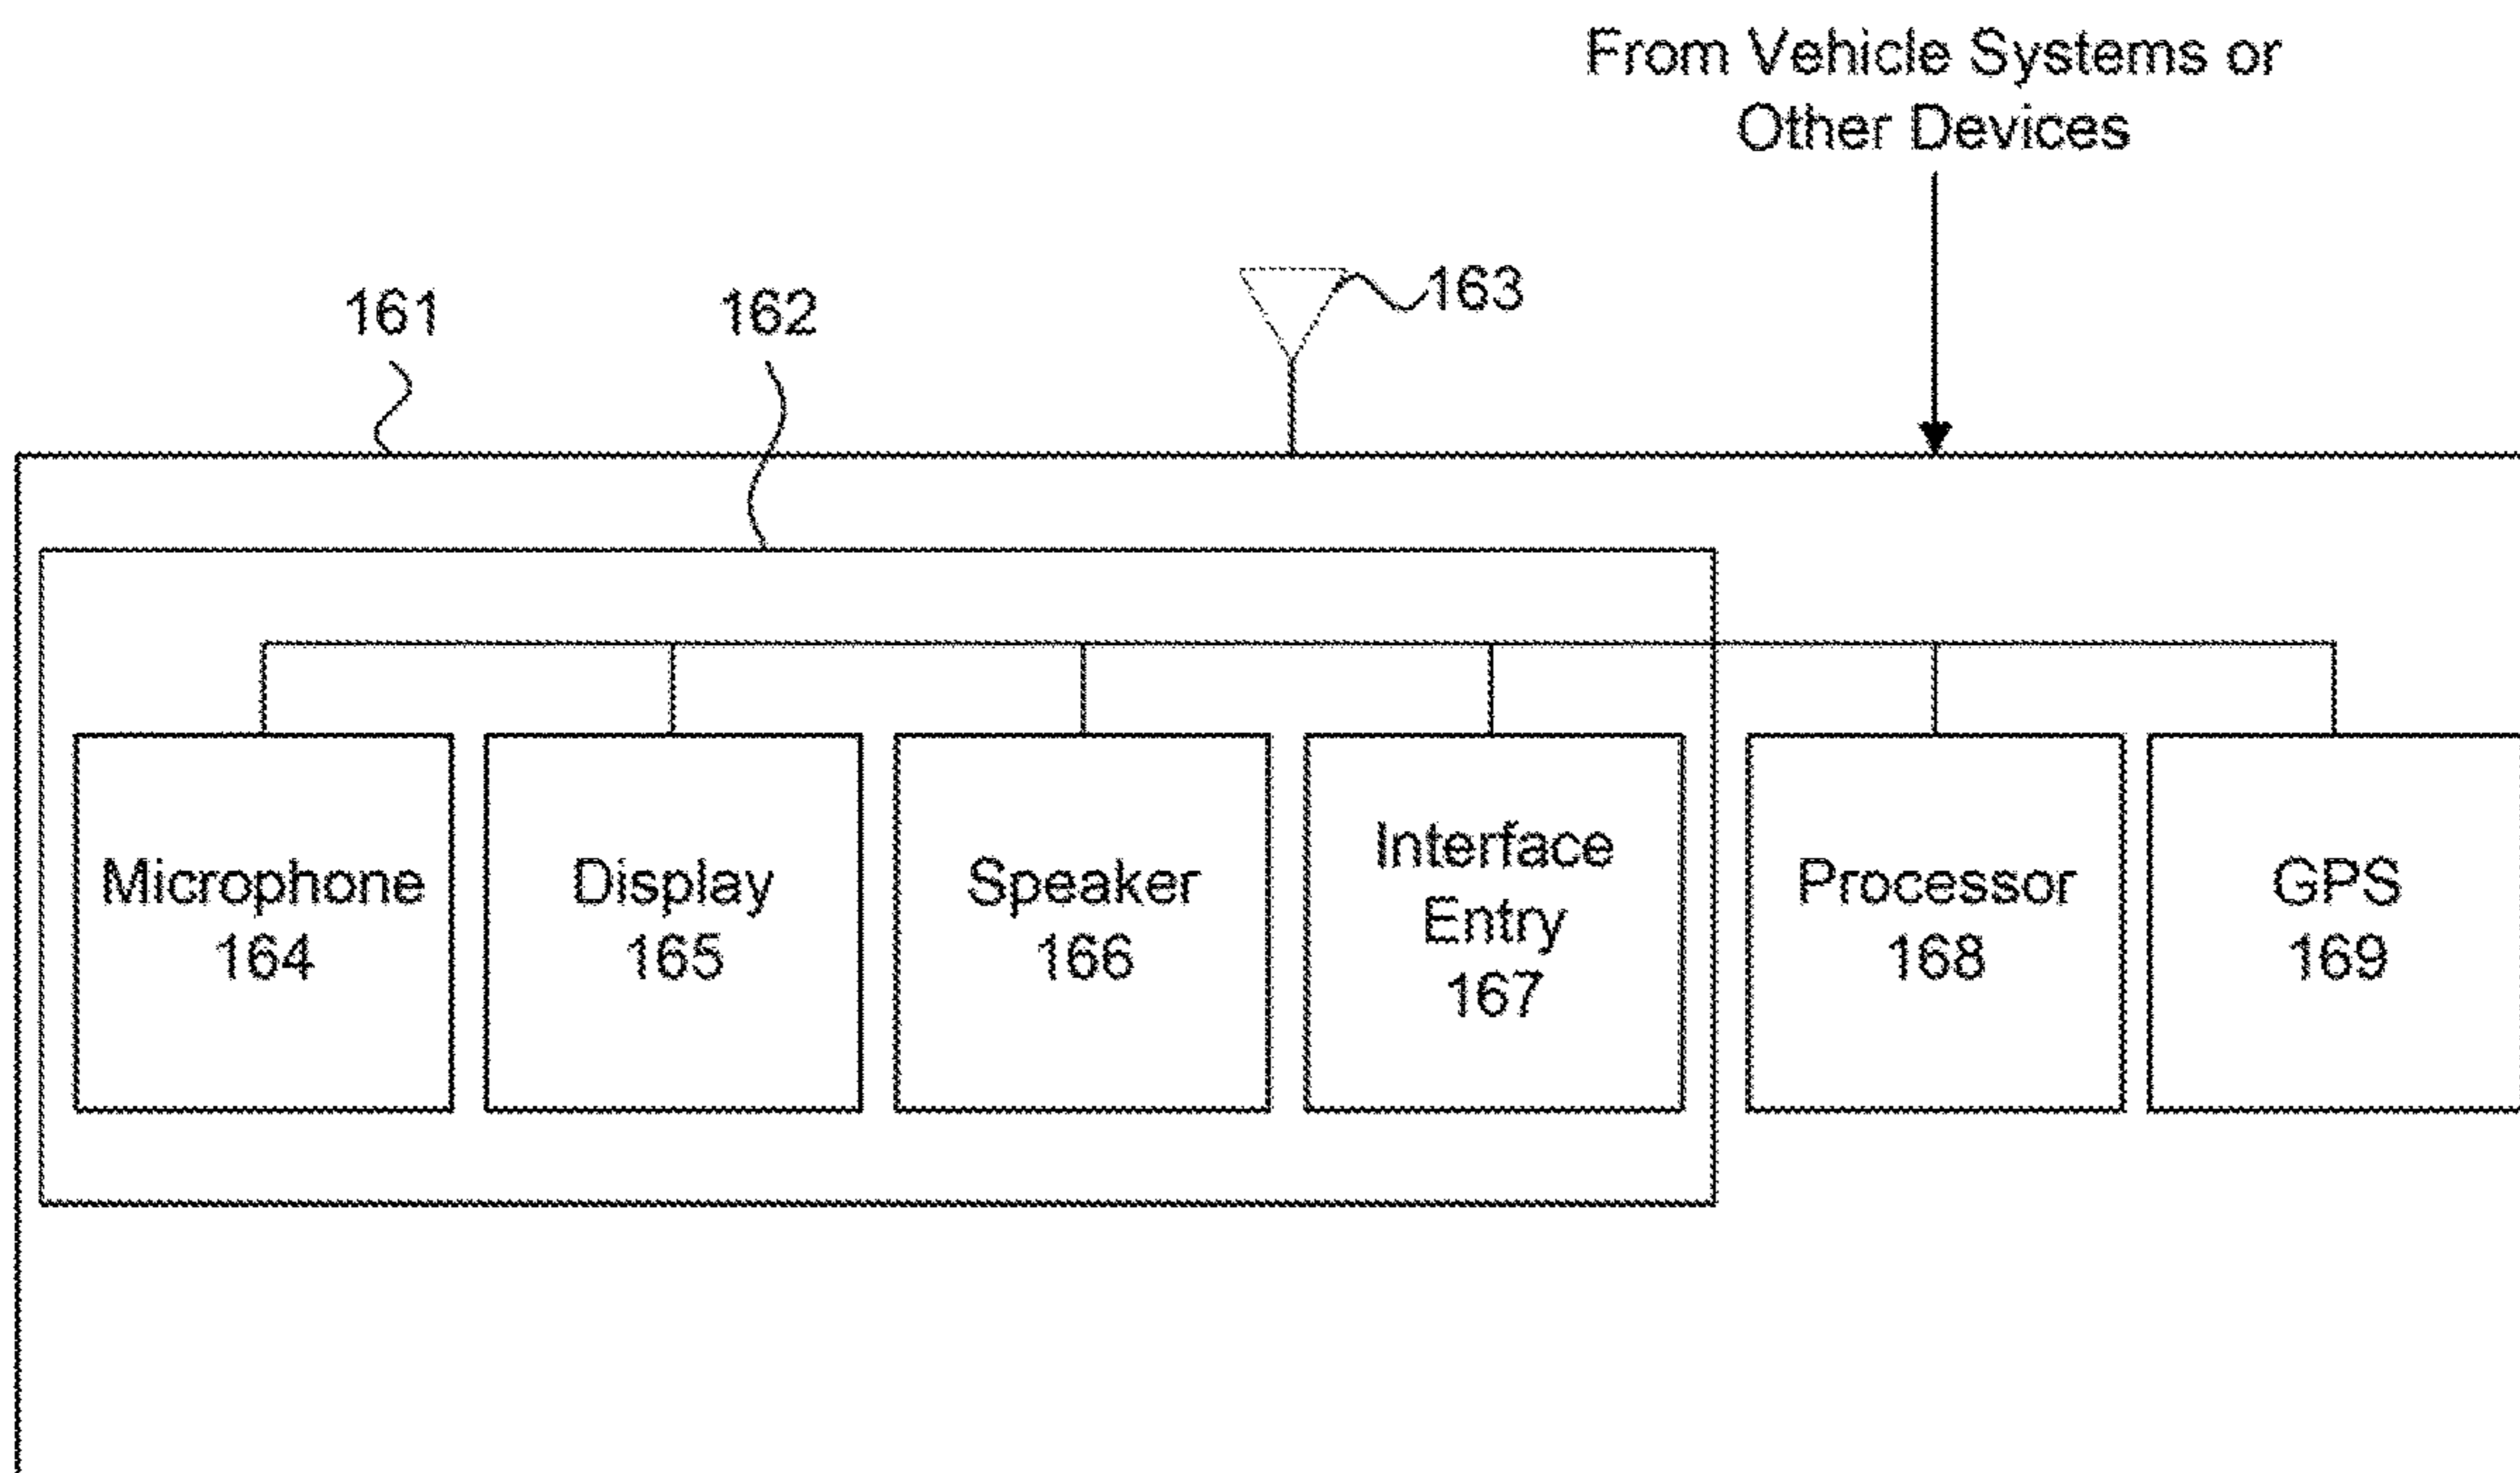 From Vehicle Systems or
Other Devices
161
162
163
Microphone
164
Display
165
Speaker
166
Interface
Entry
167
Processor
168
GPS
169